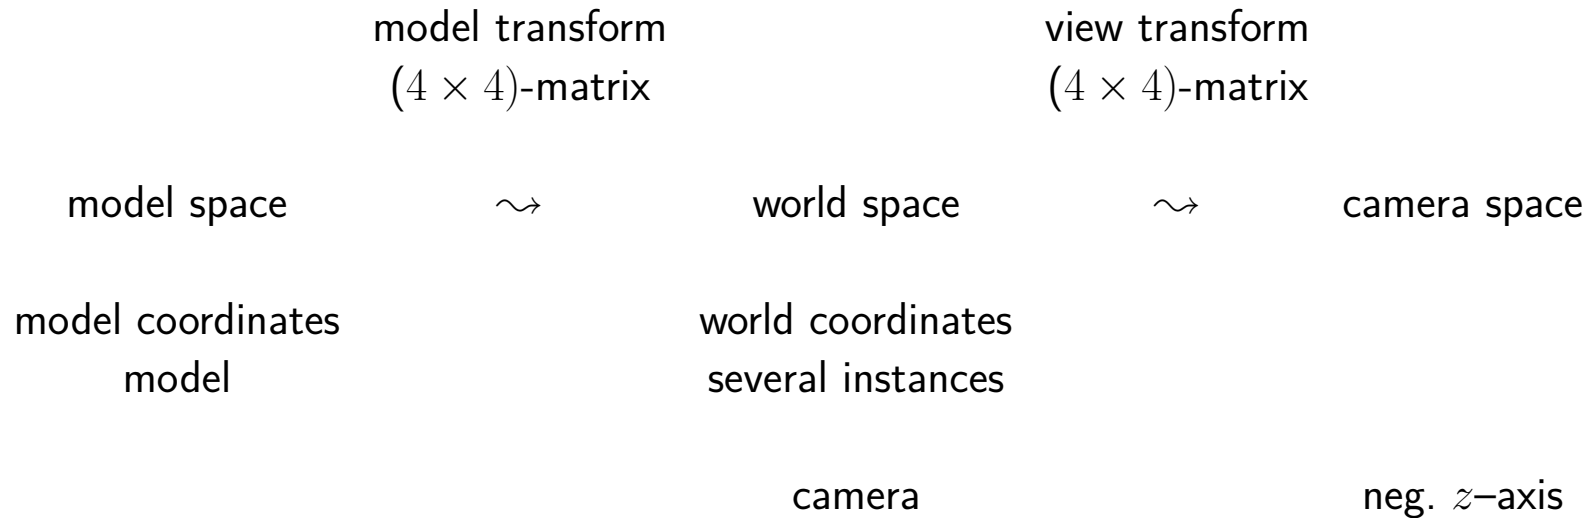 model transform view transform
(4 × 4)-matrix (4 × 4)-matrix
model space ⇝ world space ⇝ camera space
model coordinates world coordinates
model several instances
camera neg. z–axis